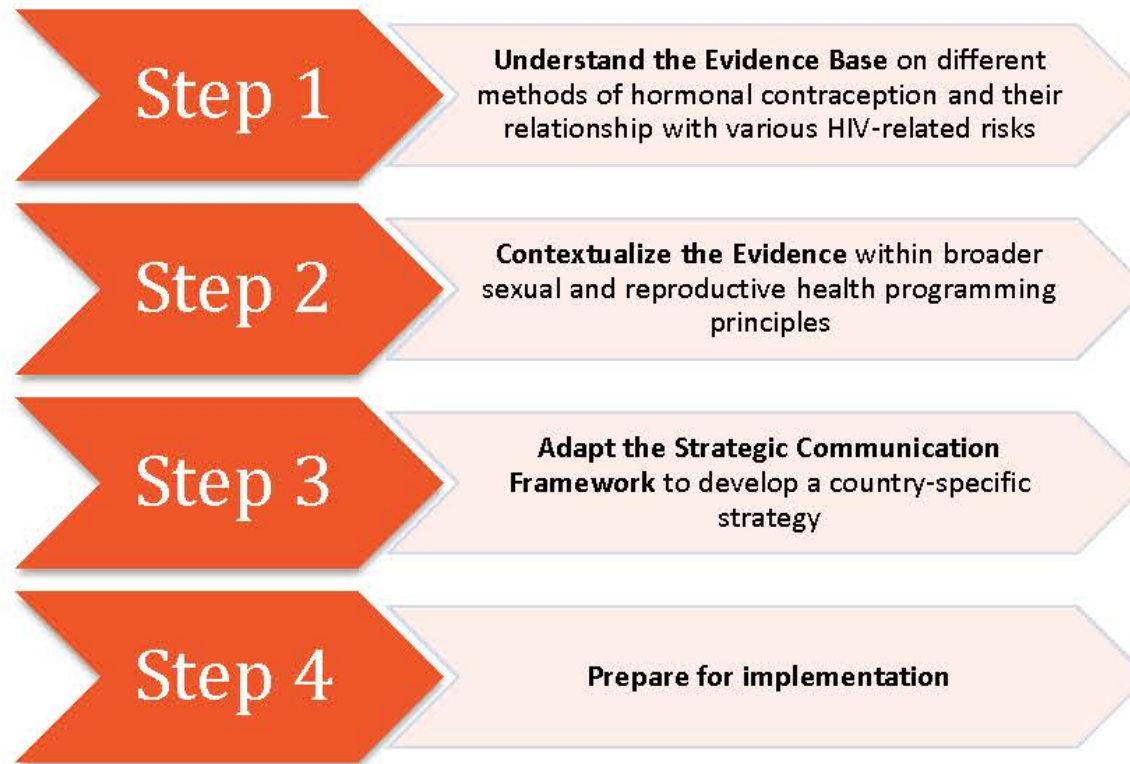 Step 1
Understand the Evidence Base on different
methods of hormonal contraception and their
relationship with various HIV-related risks
Step 2
Contextualize the Evidence within broader
sexual and reproductive health programming
principles
Step 3
Adapt the Strategic Communication
Framework to develop a country-specific
strategy
Step 4
Prepare for implementation